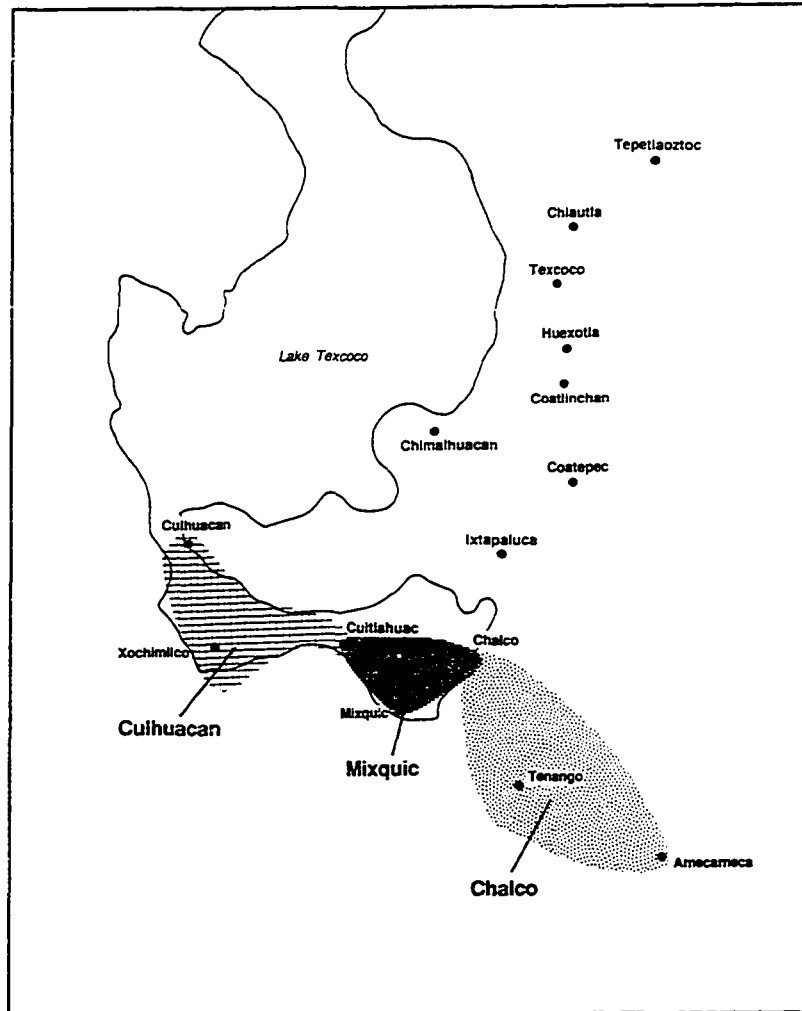 Tepetlaoztoc
Chiautla
Texcoco
Huexotla
Lake Texcoco
Coatlinchan
Chimalhuacan
Coatepec
Culhuacan
Ixtapaluca
Cuitlahuac
Chalco
Xochimilco
Mixquic
Culhuacan
Mixquic
Tenango
Amecameca
Chalco